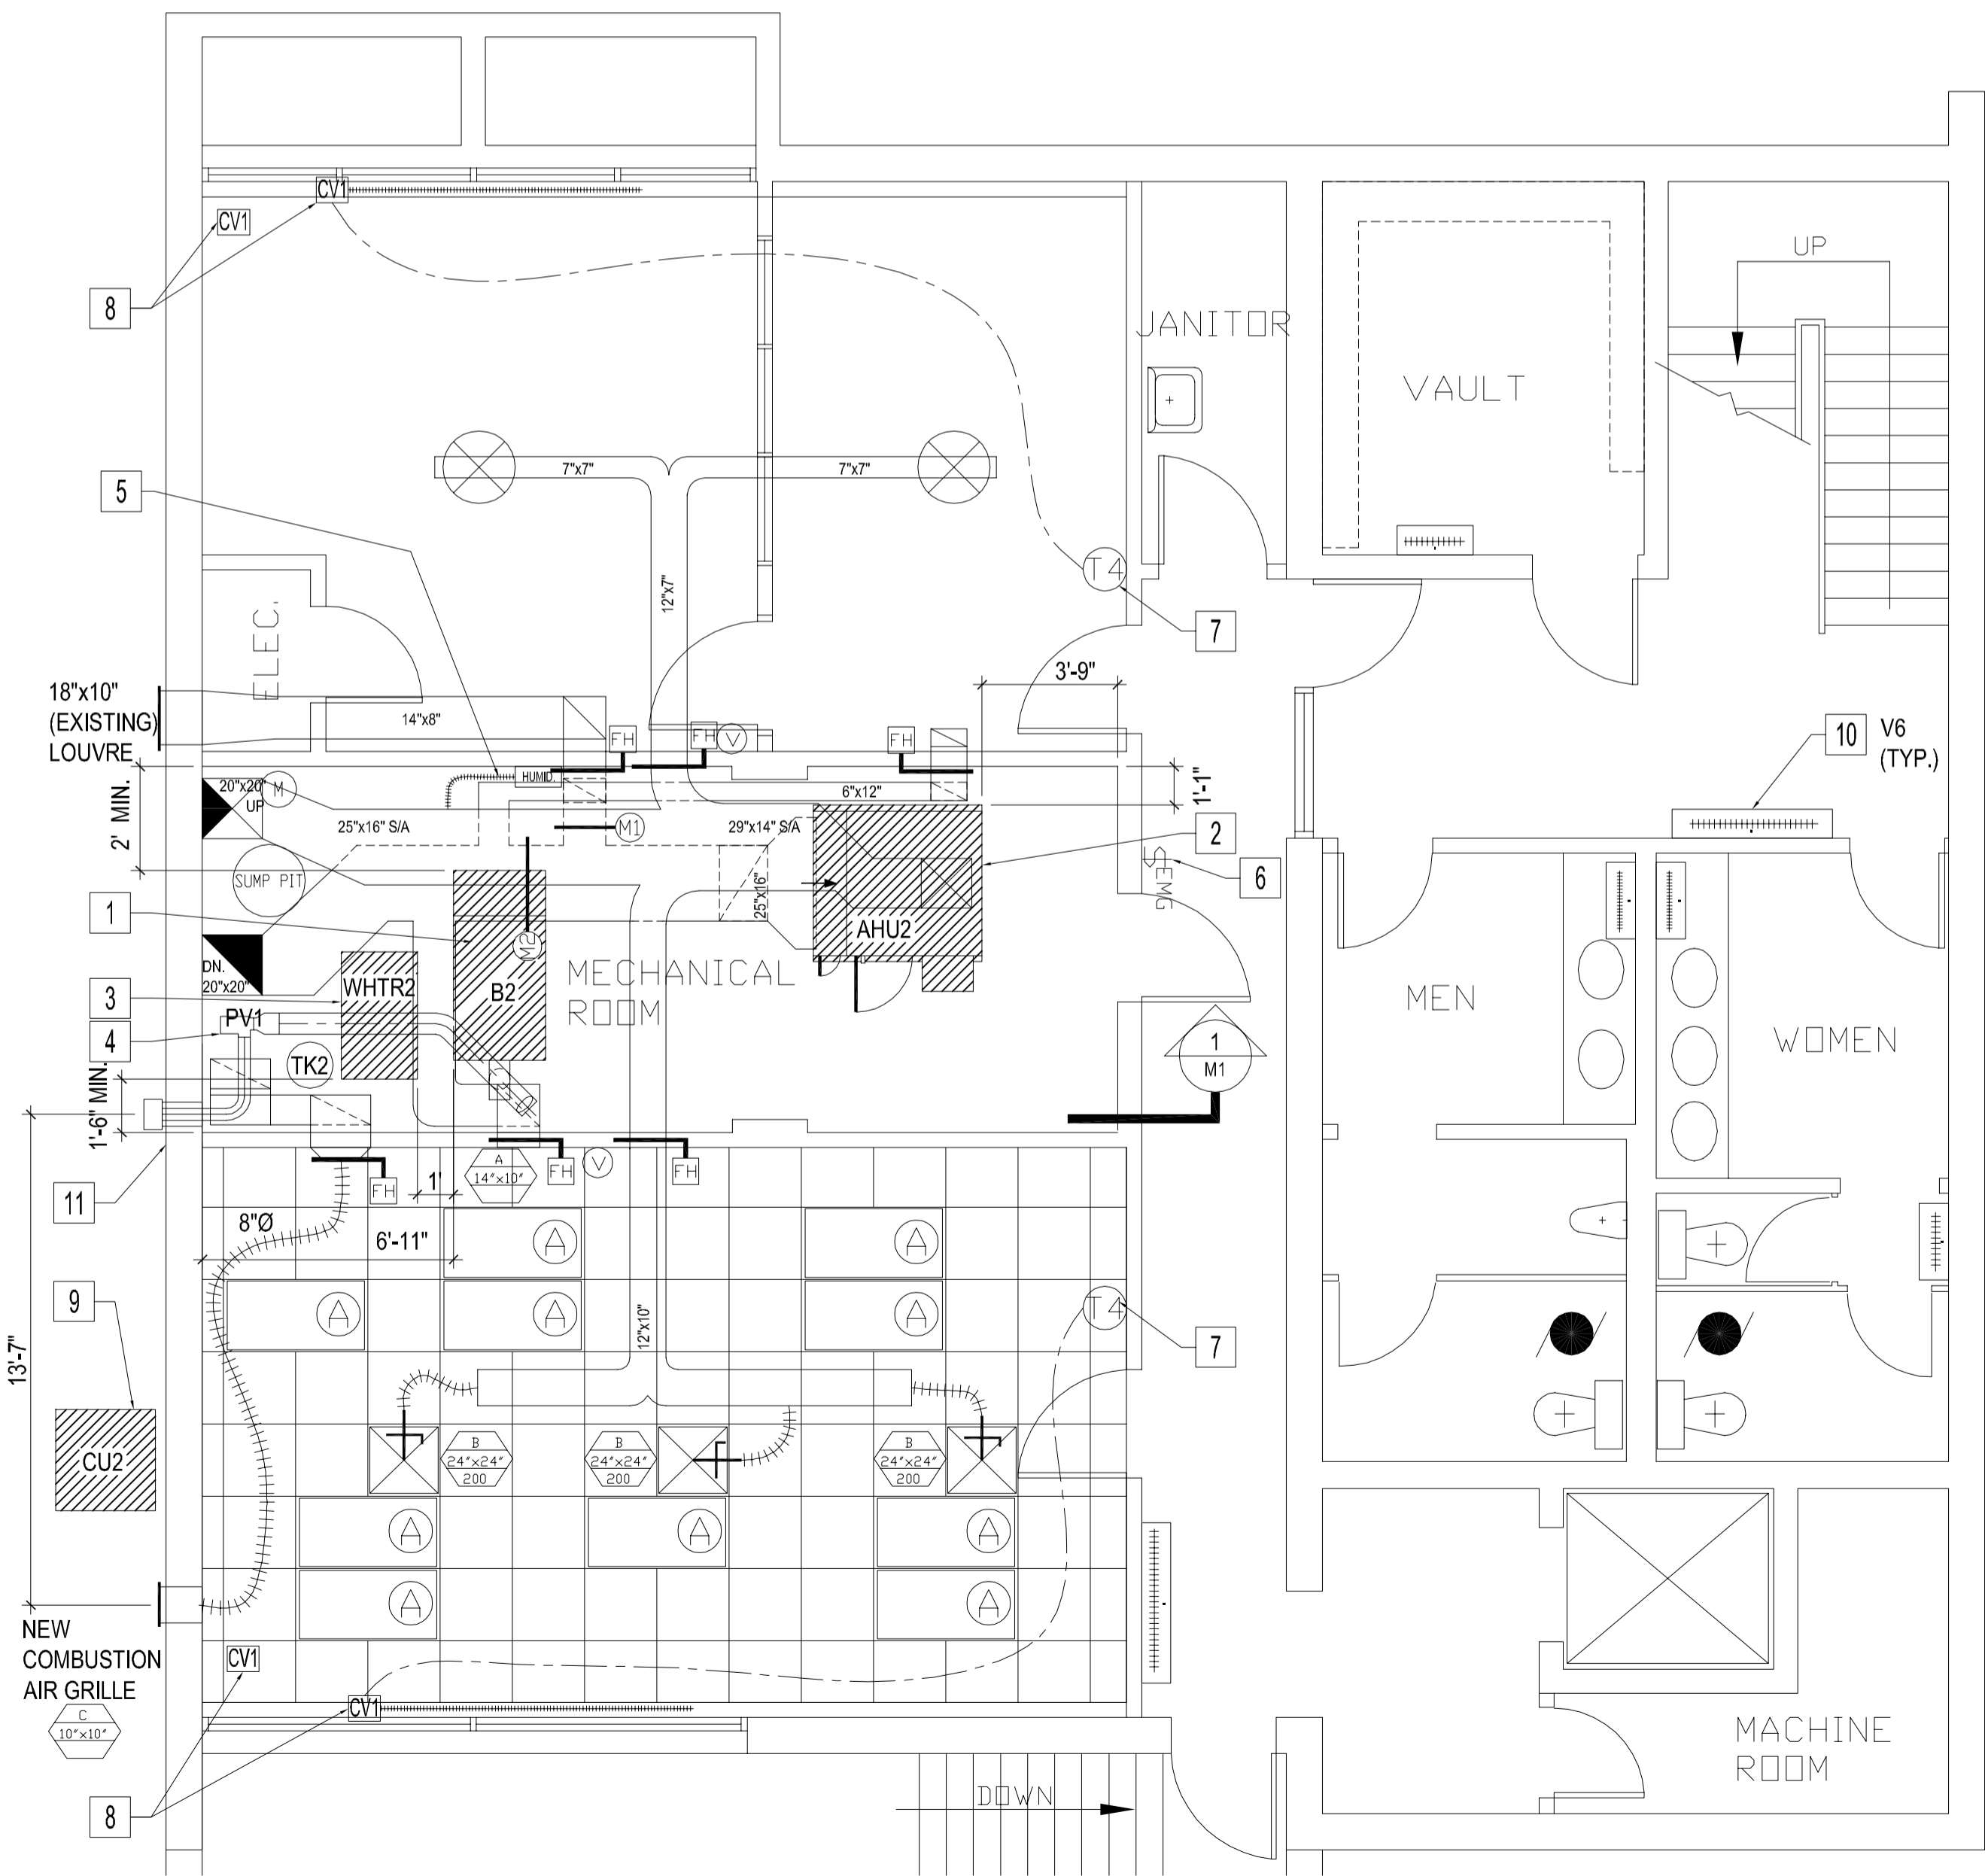 CV1
CV1
8
UP
JANITOR
VAULT
5
7"x7"
7"x7"
T4
12"x7"
ELEC.
7
3'-9"
18"x10"
(EXISTING)
LOUVRE
14"x8"
FH
FH
V
FH
10
V6
(TYP.)
2' MIN.
20"x20"
UP
M
HUMID.
6"x12"
1'-1"
25"x16" S/A
M1
29"x14" S/A
2
SUMP PIT
25"x16"
6
SEMG
1
AHU2
M2
DN.
20"x20"
WHTR2
B2
MECHANICAL
ROOM
3
MEN
PV1
4
WOMEN
TK2
1
M1
1'-6" MIN.
A
14"x10"
FH
V
FH
FH
1'
11
8"Ø
6'-11"
A
A
9
A
A
A
T4
12"x10"
7
13'-7"
CU2
B
24"x24"
200
B
24"x24"
200
B
24"x24"
200
A
A
A
A
A
NEW
COMBUSTION
AIR GRILLE
CV1
C
10"x10"
CV1
MACHINE
ROOM
DOWN
8